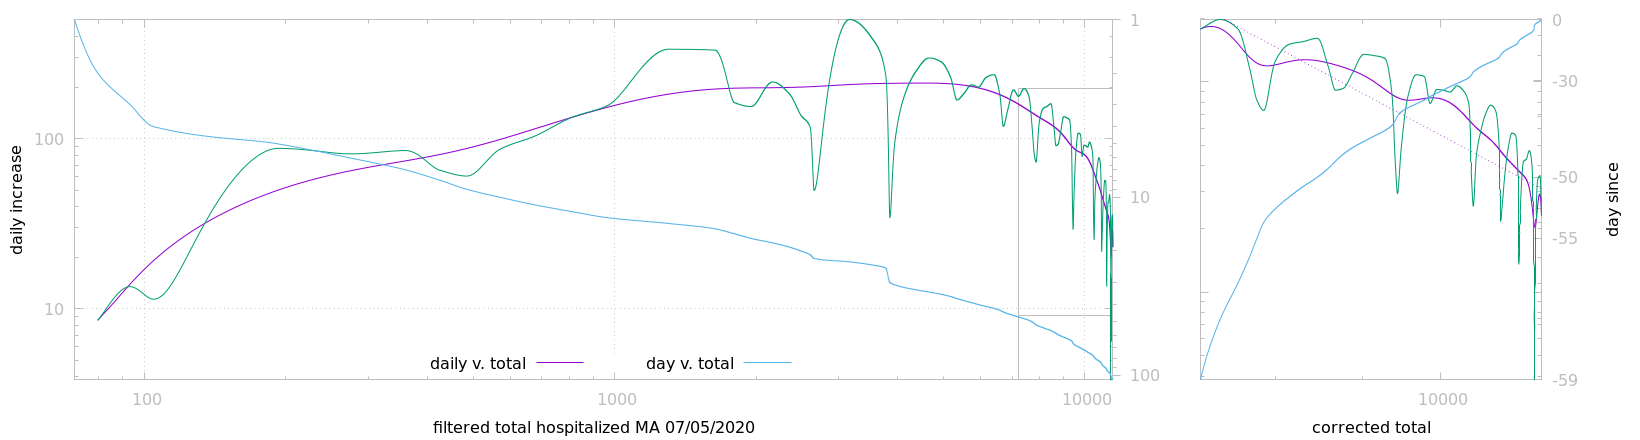 daily increase
100
10
daily v. total
day v. total
100
1000
10000
filtered total hospitalized MA 07/05/2020
1
10
100
10000
corrected total
0
-30
-50
-55
-59
day since